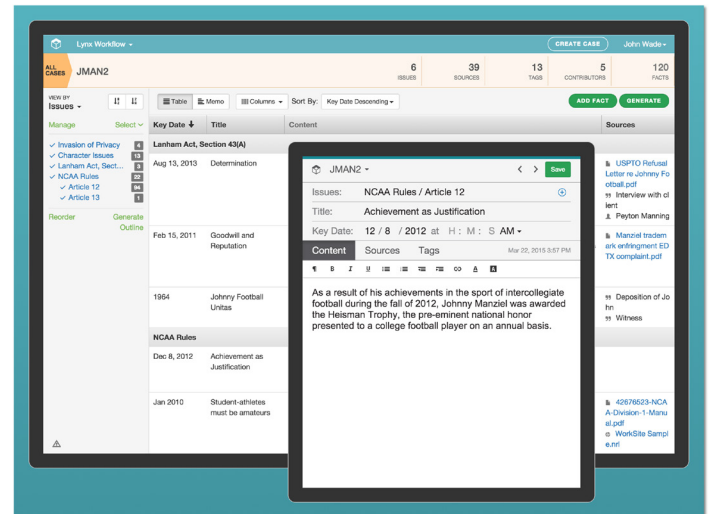 Lynx Workflow
CREATE CASE
John Wade
ALL CASES
JMAN2
6 ISSUES
39 SOURCES
13 TAGS
5 CONTRIBUTORS
120 FACTS
VIEW BY
Issues
Table
Memo
Columns
Sort By: Key Date Descending
ADD FACT
GENERATE
Manage
Select
Key Date
Title
Content
Sources
Invasion of Privacy 4
Character Issues 13
Lanham Act, Sect... 3
NCAA Rules 22
Article 12 94
Article 13 1
Reorder
Generate
Outline
Lanham Act, Section 43(A)
Aug 13, 2013
Determination
USPTO Refusal
Letter re Johnny Fo
otball.pdf
Interview with cl
ient
Peyton Manning
Feb 15, 2011
Goodwill and
Reputation
Manziel tradem
ark enfringment ED
TX complaint.pdf
1964
Johnny Football
Unitas
Deposition of Jo
hn
Witness
NCAA Rules
Dec 8, 2012
Achievement as
Justification
Jan 2010
Student-athletes
must be amateurs
42676523-NCA
A-Division-1-Manu
al.pdf
WorkSite Sampl
e.nrl
JMAN2
Save
Issues: NCAA Rules / Article 12
Title: Achievement as Justification
Key Date: 12 / 8 / 2012 at H : M : S AM
Content
Sources
Tags
Mar 22, 2015 3:57 PM
¶ B I U A A
As a result of his achievements in the sport of intercollegiate
football during the fall of 2012, Johnny Manziel was awarded
the Heisman Trophy, the pre-eminent national honor
presented to a college football player on an annual basis.